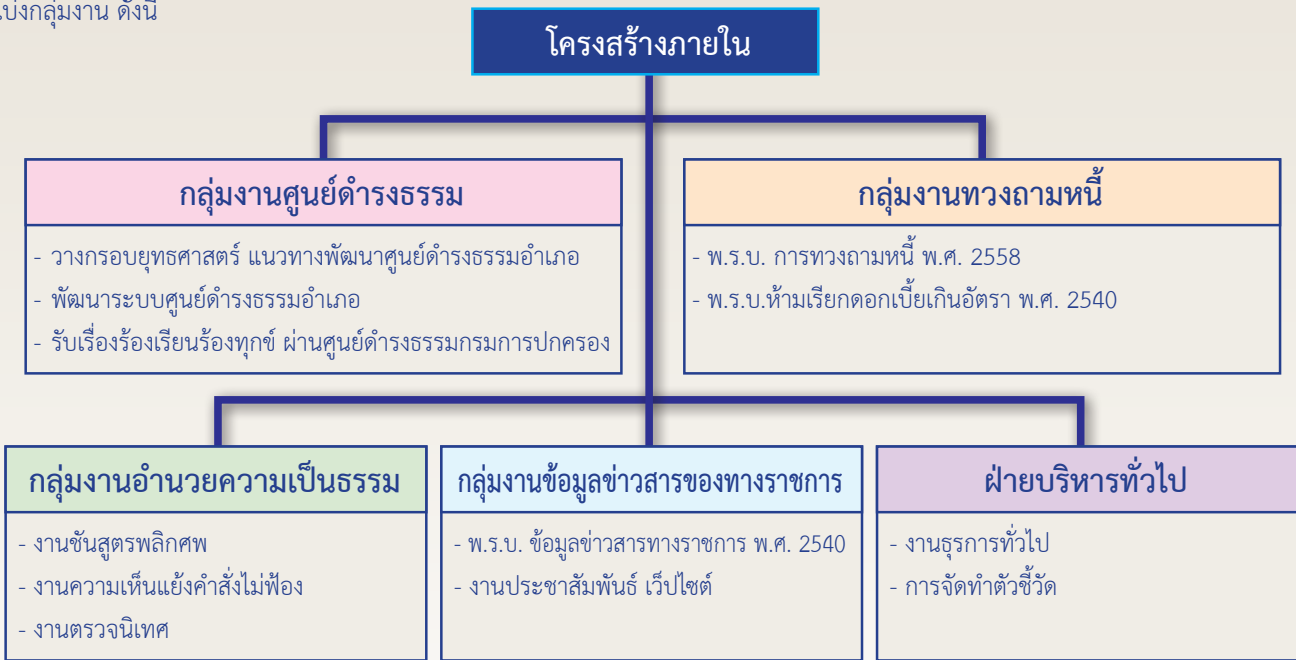 แบ่งกลุ่มงาน ดังนี้
โครงสร้างภายใน
กลุ่มงานศูนย์ดำรงธรรม
- วางกรอบยุทธศาสตร์ แนวทางพัฒนาศูนย์ดำรงธรรมอำเภอ
- พัฒนาระบบศูนย์ดำรงธรรมอำเภอ
- รับเรื่องร้องเรียนร้องทุกข์ ผ่านศูนย์ดำรงธรรมกรมการปกครอง
กลุ่มงานทวงถามหนี้
- พ.ร.บ. การทวงถามหนี้ พ.ศ. 2558
- พ.ร.บ.ห้ามเรียกดอกเบี้ยเกินอัตรา พ.ศ. 2540
กลุ่มงานอำนวยความเป็นธรรม
- งานชันสูตรพลิกศพ
- งานความเห็นแย้งคำสั่งไม่ฟ้อง
- งานตรวจนิเทศ
กลุ่มงานข้อมูลข่าวสารของทางราชการ
- พ.ร.บ. ข้อมูลข่าวสารทางราชการ พ.ศ. 2540
- งานประชาสัมพันธ์ เว็ปไซต์
ฝ่ายบริหารทั่วไป
- งานธุรการทั่วไป
- การจัดทำตัวชี้วัด